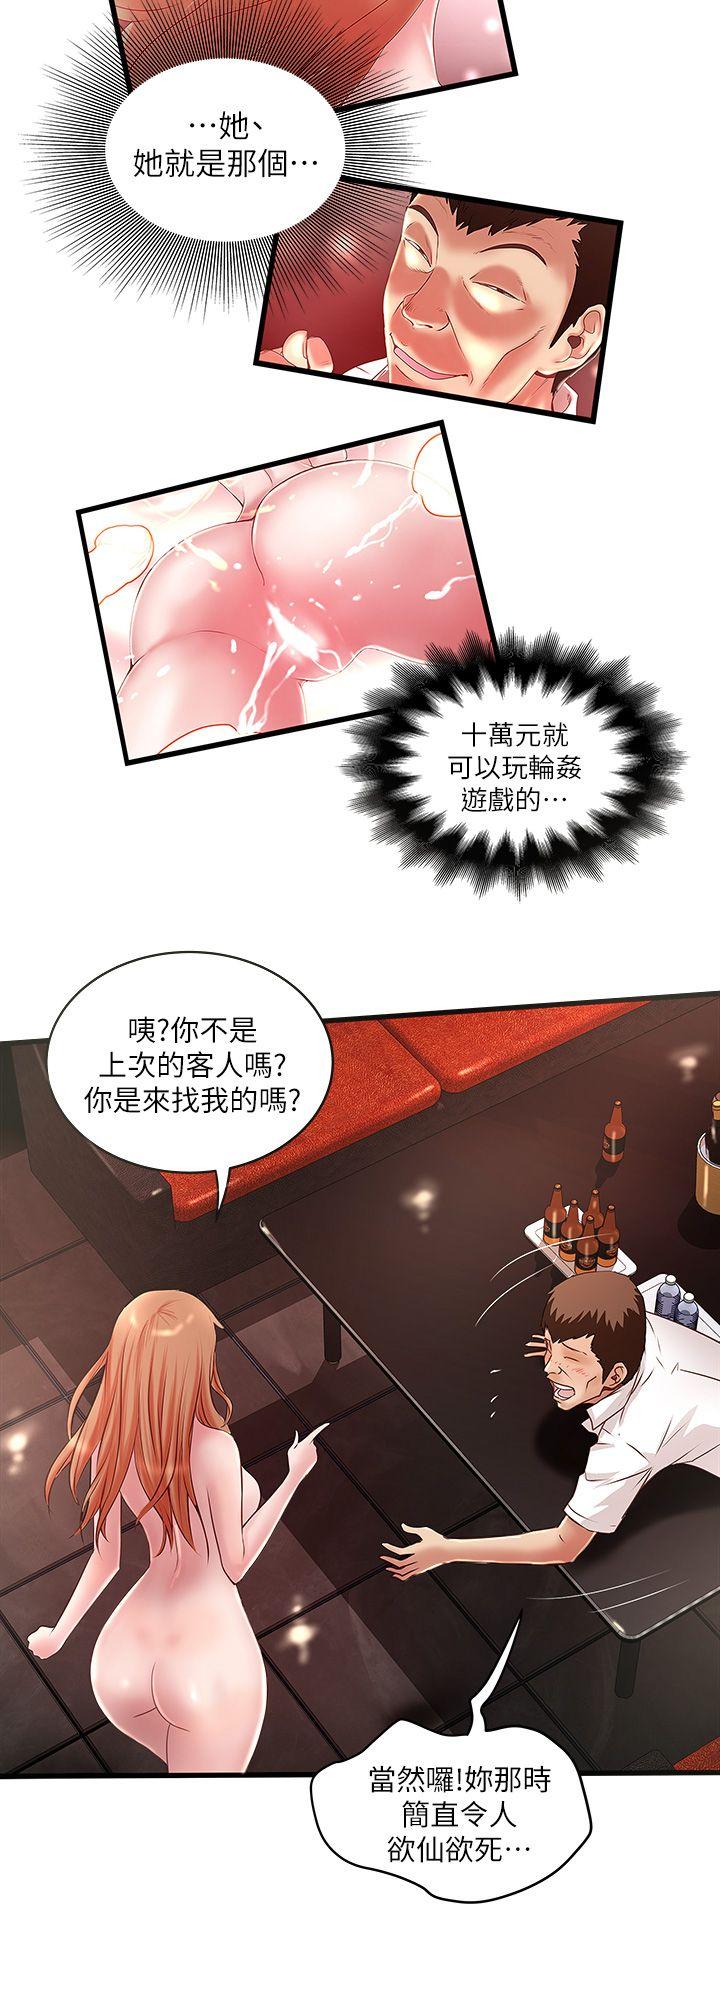 …她、
她就是那個…
十萬元就
可以玩輪姦
遊戲的…
咦?你不是
上次的客人嗎?
你是來找我的嗎?
當然囉!妳那時
簡直令人
欲仙欲死…